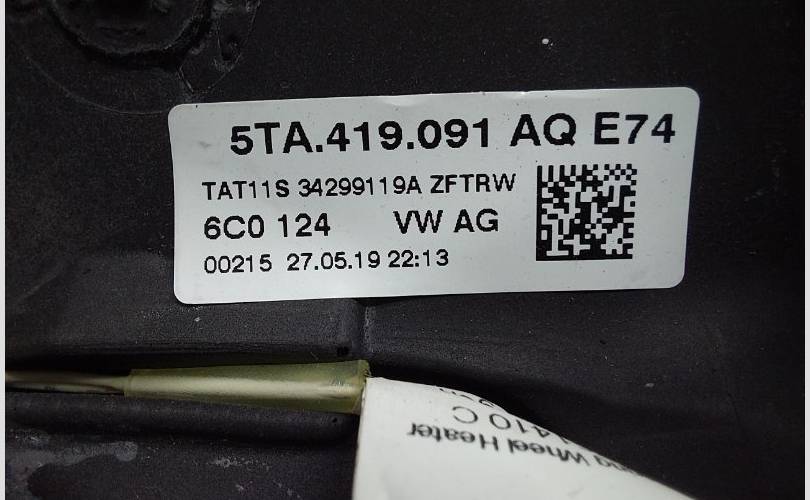 5TA.419.091 AQ E74
TAT11S 34299119A ZFTRW
6C0 124 VW AG
00215 27.05.19 22:13
Wheel Heater
1410 C